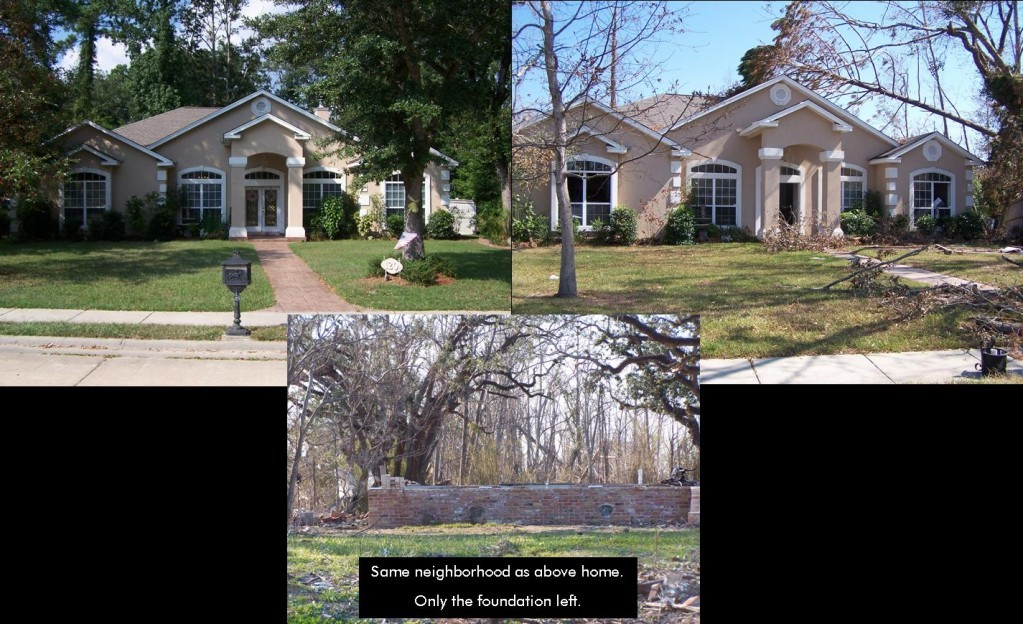 Same neighborhood as above home.
Only the foundation left.